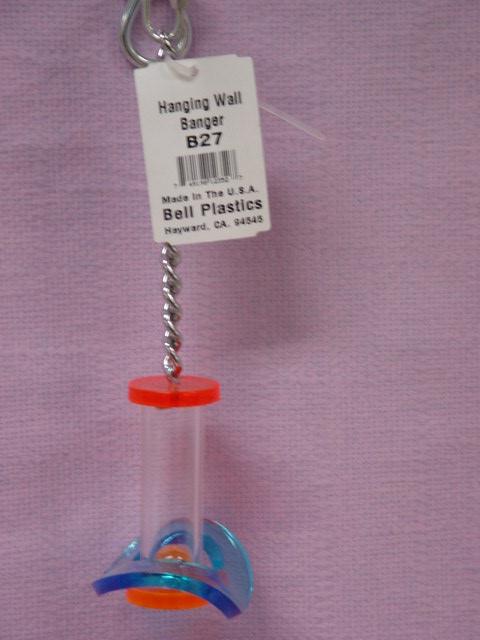 Hanging Wall
Banger
B27
Made In The U.S.A.
Bell Plastics
Hayward, CA. 94545